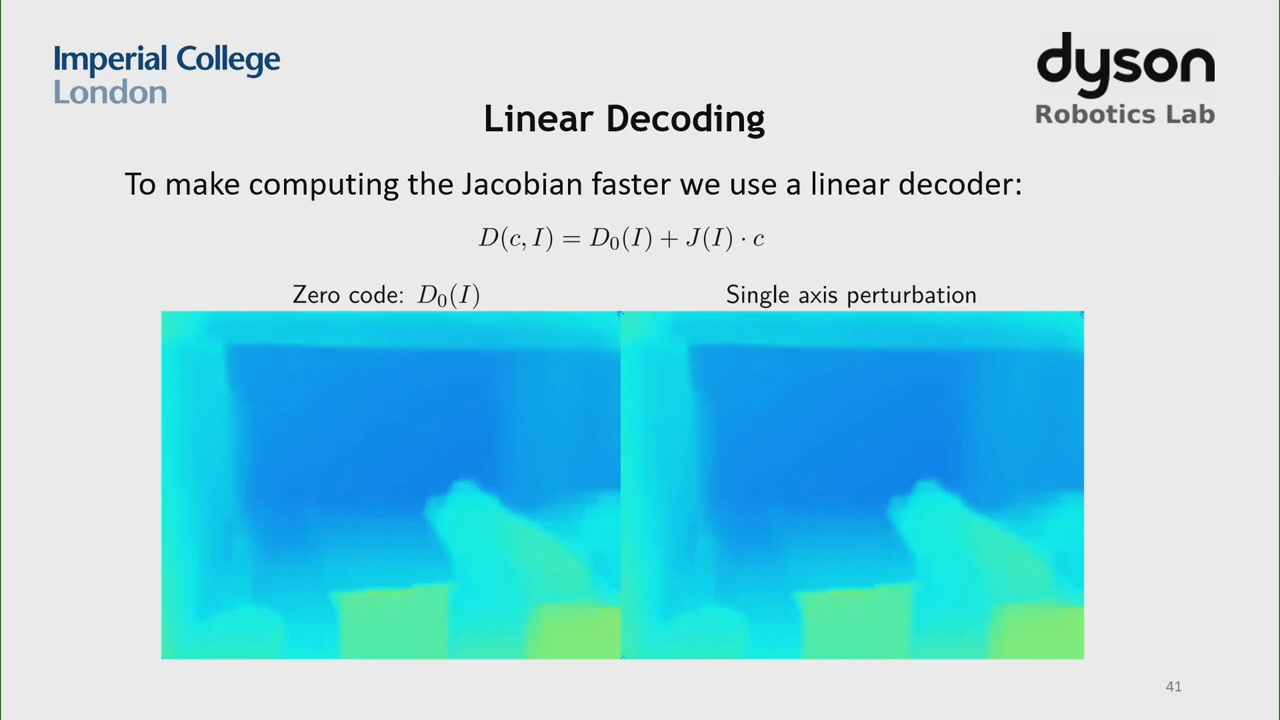 Imperial College
London
dyson
Robotics Lab
Linear Decoding
To make computing the Jacobian faster we use a linear decoder:
D(c, I) = D₀(I) + J(I) · c
Zero code: D₀(I)
Single axis perturbation
41